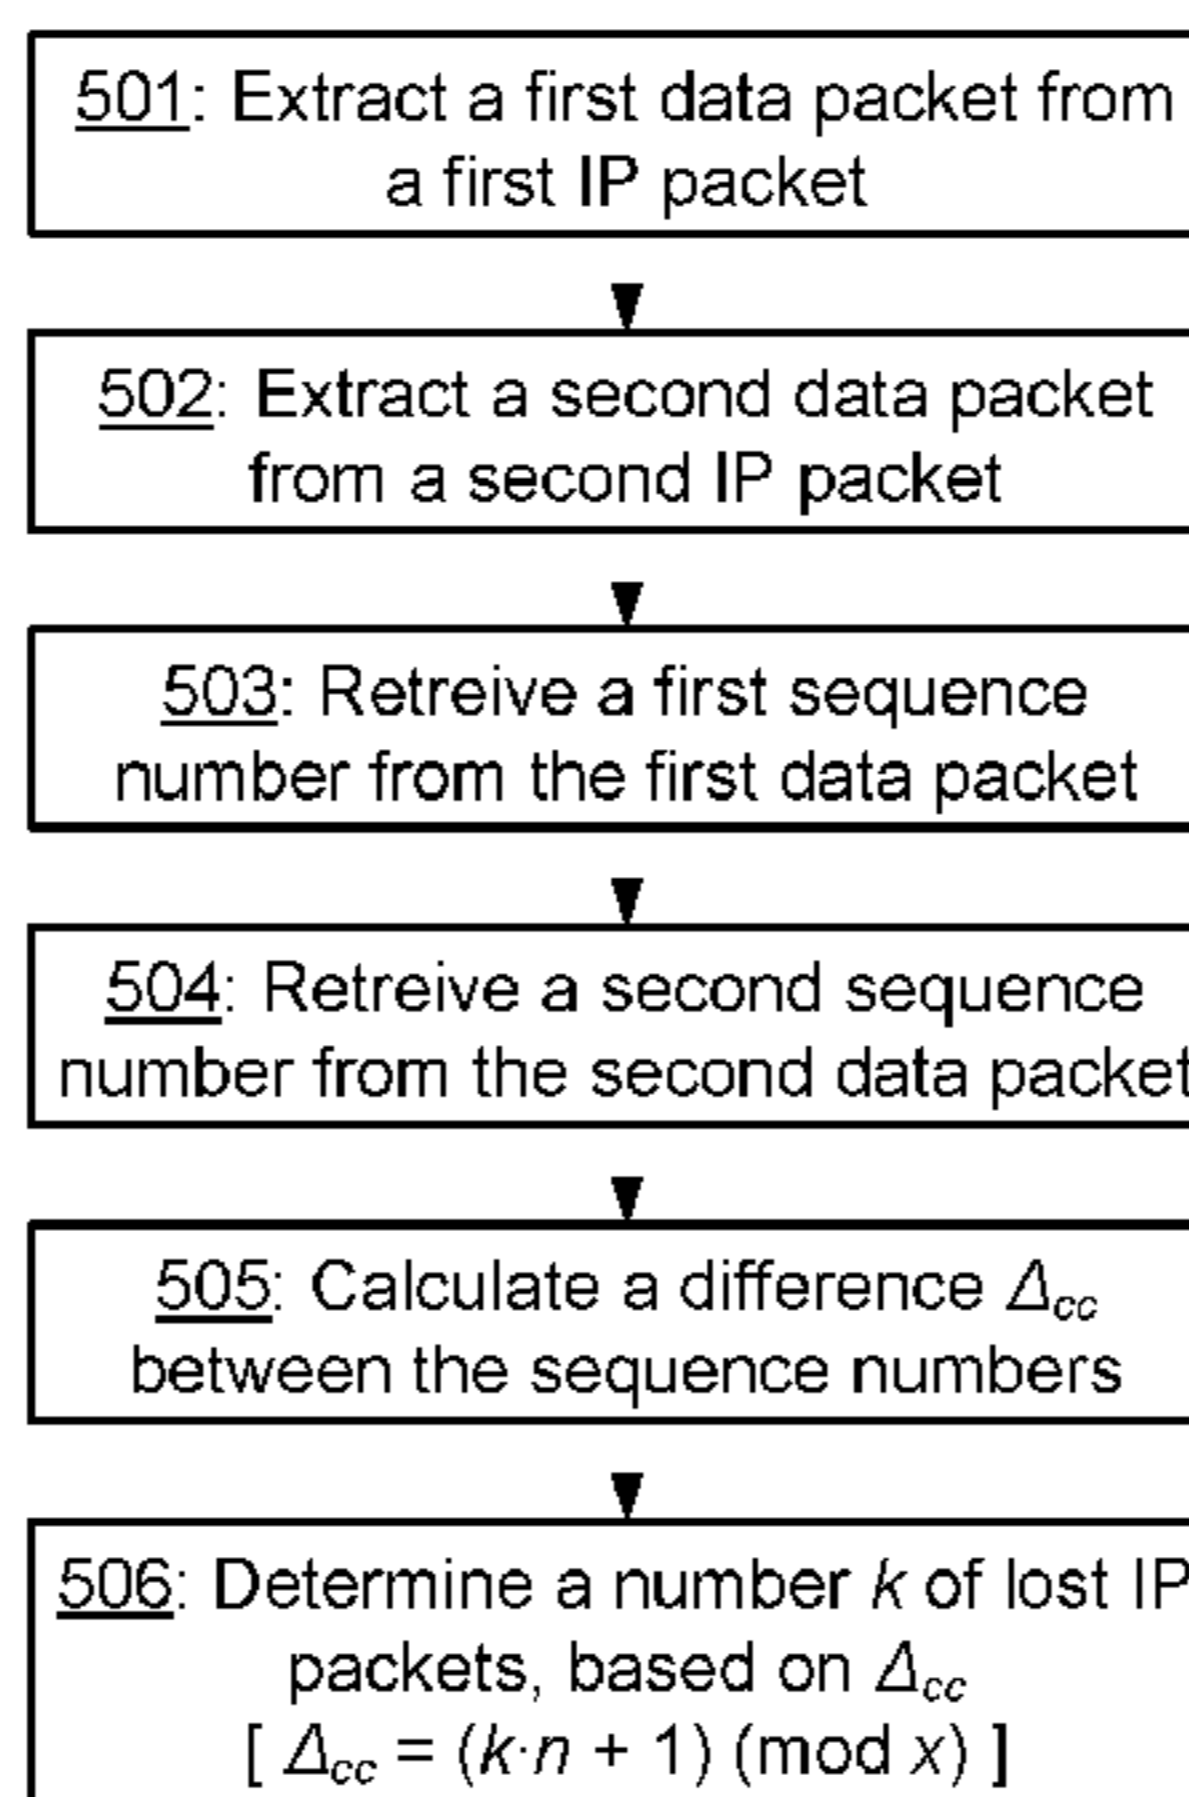 501: Extract a first data packet from
a first IP packet
502: Extract a second data packet
from a second IP packet
503: Retreive a first sequence
number from the first data packet
504: Retreive a second sequence
number from the second data packet
505: Calculate a difference Δcc
between the sequence numbers
506: Determine a number k of lost IP
packets, based on Δcc
[ Δcc = (k·n + 1) (mod x) ]